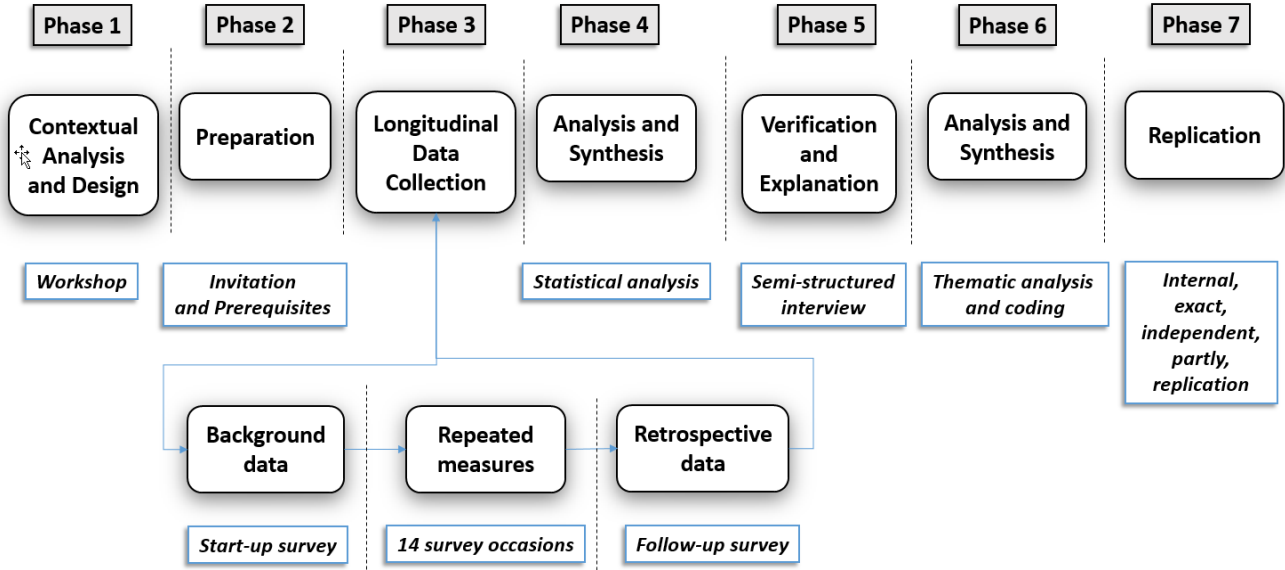 Phase 1
Phase 2
Phase 3
Phase 4
Phase 5
Phase 6
Phase 7
Contextual
Analysis
and Design
Preparation
Longitudinal
Data
Collection
Analysis and
Synthesis
Verification
and
Explanation
Analysis and
Synthesis
Replication
Workshop
Invitation
and Prerequisites
Statistical analysis
Semi-structured
interview
Thematic analysis
and coding
Internal,
exact,
independent,
partly,
replication
Background
data
Repeated
measures
Retrospective
data
Start-up survey
14 survey occasions
Follow-up survey